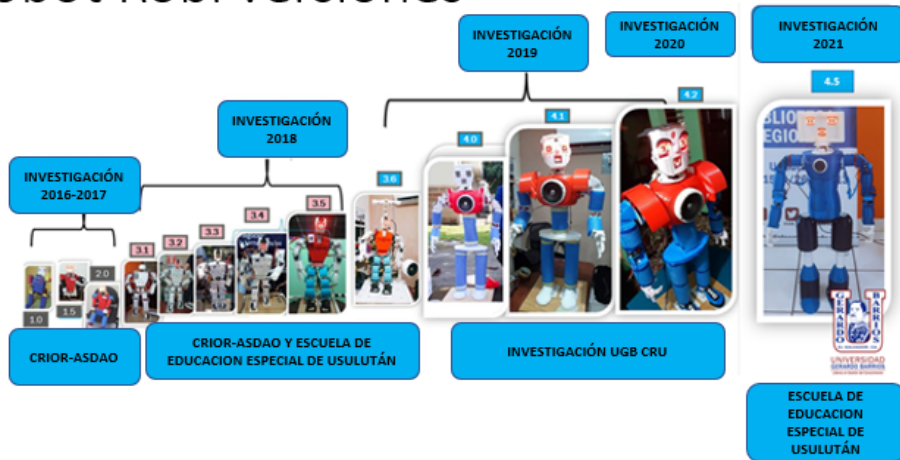 Versiones
INVESTIGACIÓN
2016-2017
INVESTIGACIÓN
2018
INVESTIGACIÓN
2019
INVESTIGACIÓN
2020
INVESTIGACIÓN
2021
1.0
1.5
2.0
3.1
3.2
3.3
3.4
3.5
3.6
4.0
4.1
4.2
4.5
CRIOR-ASDAO
CRIOR-ASDAO Y ESCUELA DE
EDUCACION ESPECIAL DE USULUTÁN
INVESTIGACIÓN UGB CRU
GERARDO
BARRIOS
UNIVERSIDAD
GERARDO BARRIOS
ESCUELA DE
EDUCACION
ESPECIAL DE
USULUTÁN